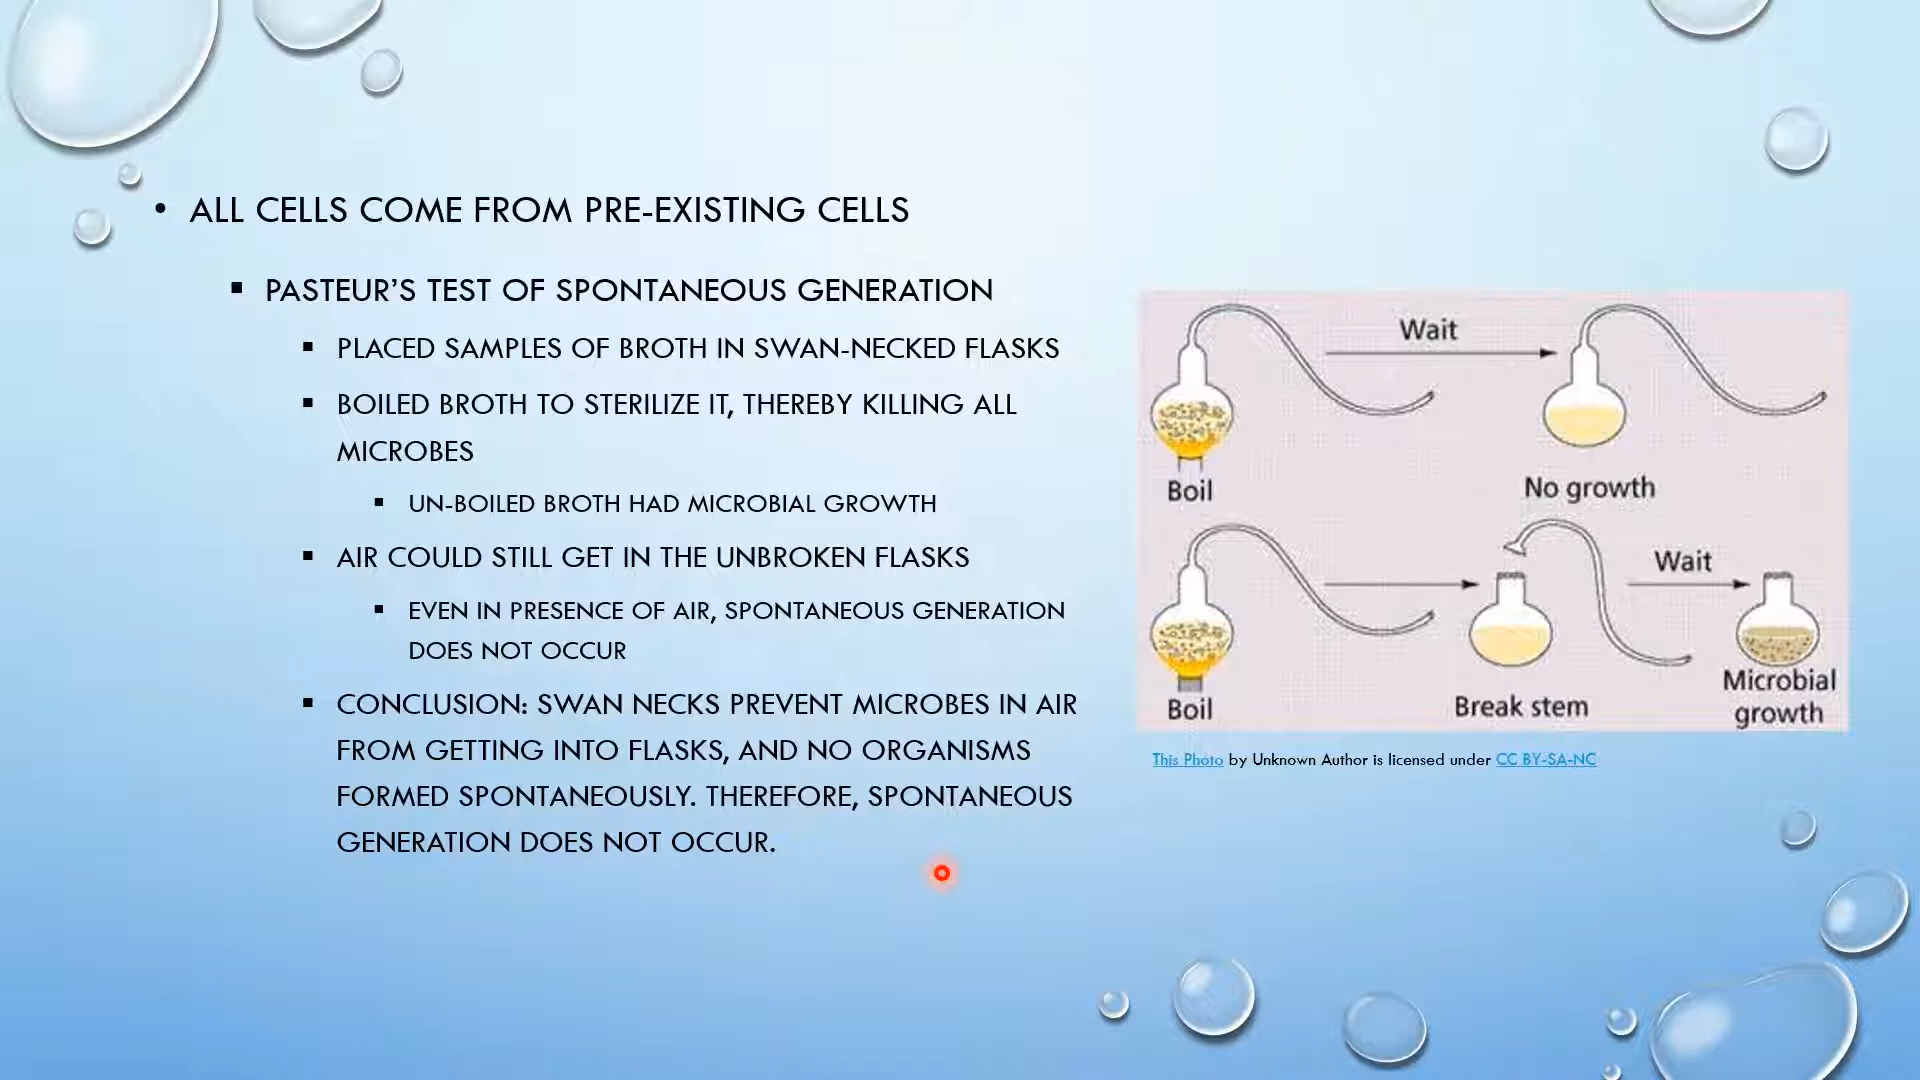 • ALL CELLS COME FROM PRE-EXISTING CELLS
▪ PASTEUR’S TEST OF SPONTANEOUS GENERATION
▪ PLACED SAMPLES OF BROTH IN SWAN-NECKED FLASKS
▪ BOILED BROTH TO STERILIZE IT, THEREBY KILLING ALL
MICROBES
▪ UN-BOILED BROTH HAD MICROBIAL GROWTH
▪ AIR COULD STILL GET IN THE UNBROKEN FLASKS
▪ EVEN IN PRESENCE OF AIR, SPONTANEOUS GENERATION
DOES NOT OCCUR
▪ CONCLUSION: SWAN NECKS PREVENT MICROBES IN AIR
FROM GETTING INTO FLASKS, AND NO ORGANISMS
FORMED SPONTANEOUSLY. THEREFORE, SPONTANEOUS
GENERATION DOES NOT OCCUR.
Wait
Boil
No growth
Wait
Boil
Break stem
Microbial
growth
This Photo by Unknown Author is licensed under CC BY-SA-NC